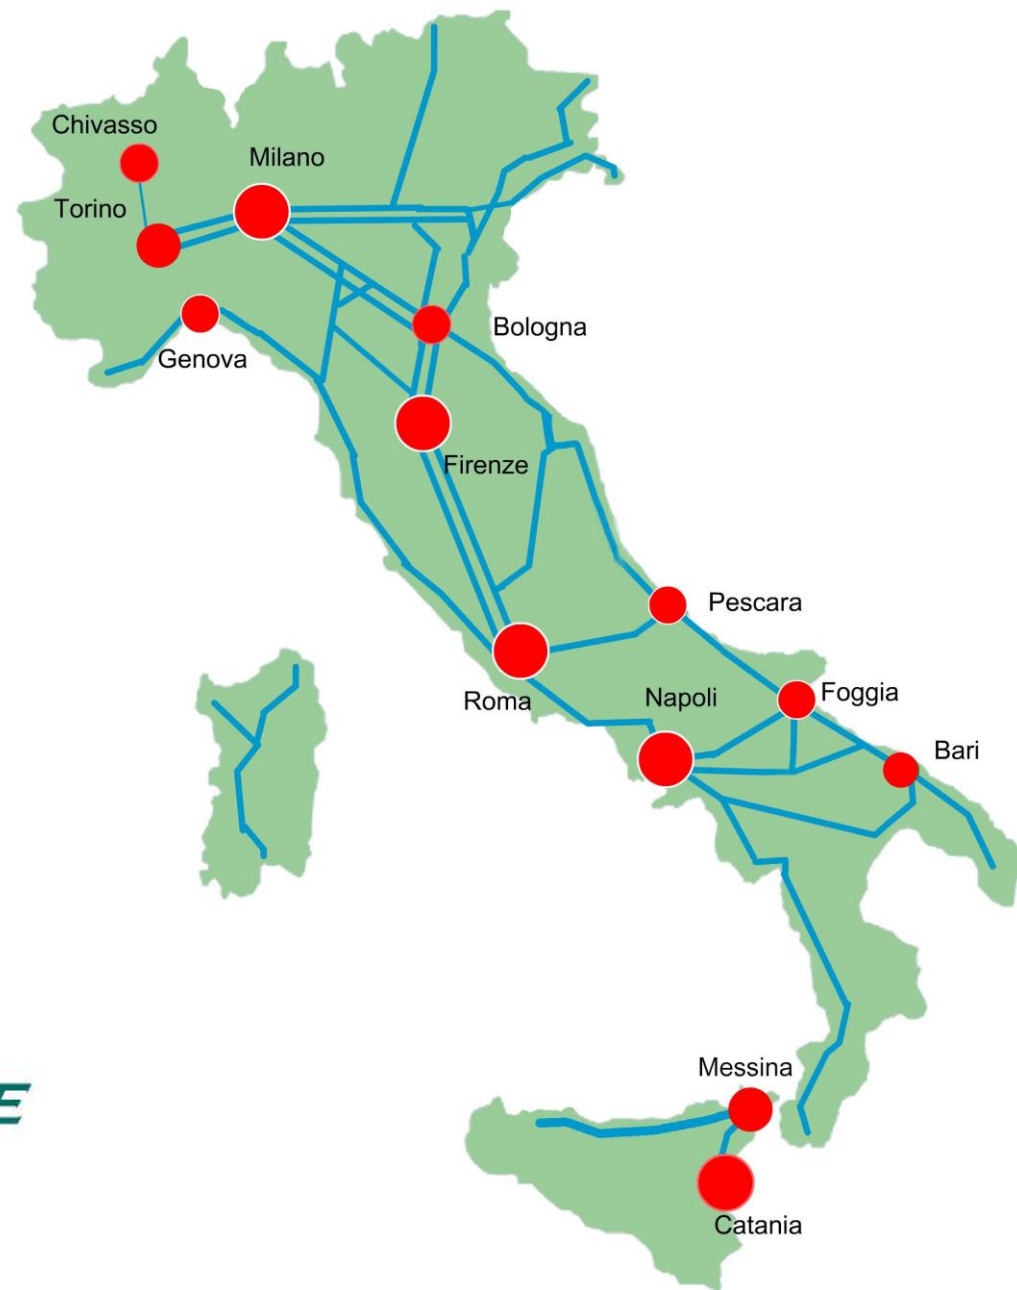 Chivasso
Milano
Torino
Genova
Bologna
Firenze
Pescara
Roma
Napoli
Foggia
Bari
Messina
E
Catania